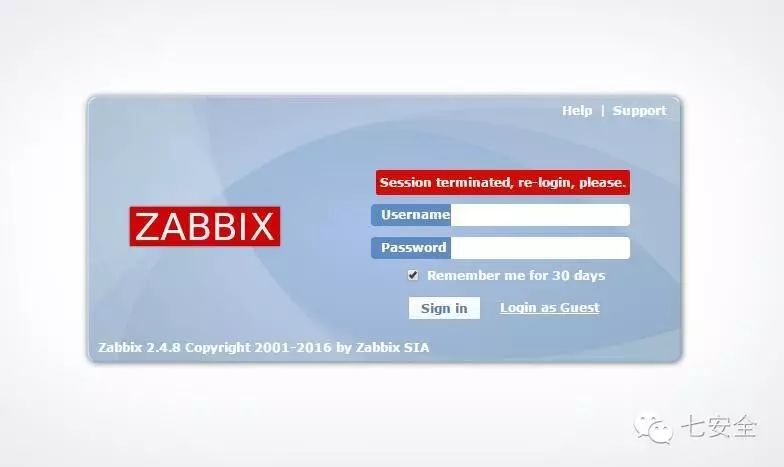 Help | Support
Session terminated, re-login, please.
ZABBIX
Username
Password
Remember me for 30 days
Sign in Login as Guest
Zabbix 2.4.8 Copyright 2001-2016 by Zabbix SIA
七安全